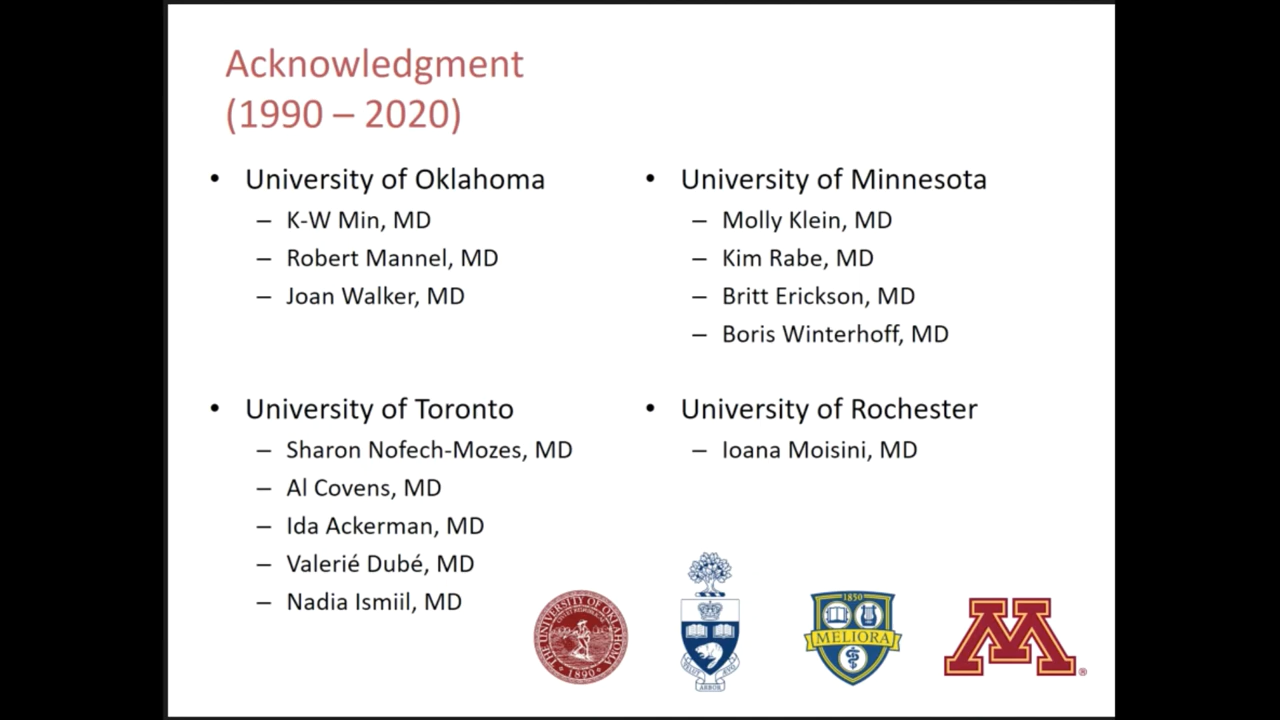 Acknowledgment
(1990 – 2020)
• University of Oklahoma
– K-W Min, MD
– Robert Mannel, MD
– Joan Walker, MD
• University of Toronto
– Sharon Nofech-Mozes, MD
– Al Covens, MD
– Ida Ackerman, MD
– Valerié Dubé, MD
– Nadia Ismiil, MD
• University of Minnesota
– Molly Klein, MD
– Kim Rabe, MD
– Britt Erickson, MD
– Boris Winterhoff, MD
• University of Rochester
– Ioana Moisini, MD
THE UNIVERSITY OF OKLAHOMA
1890
ARBOR
1850
MELIORA
M
®